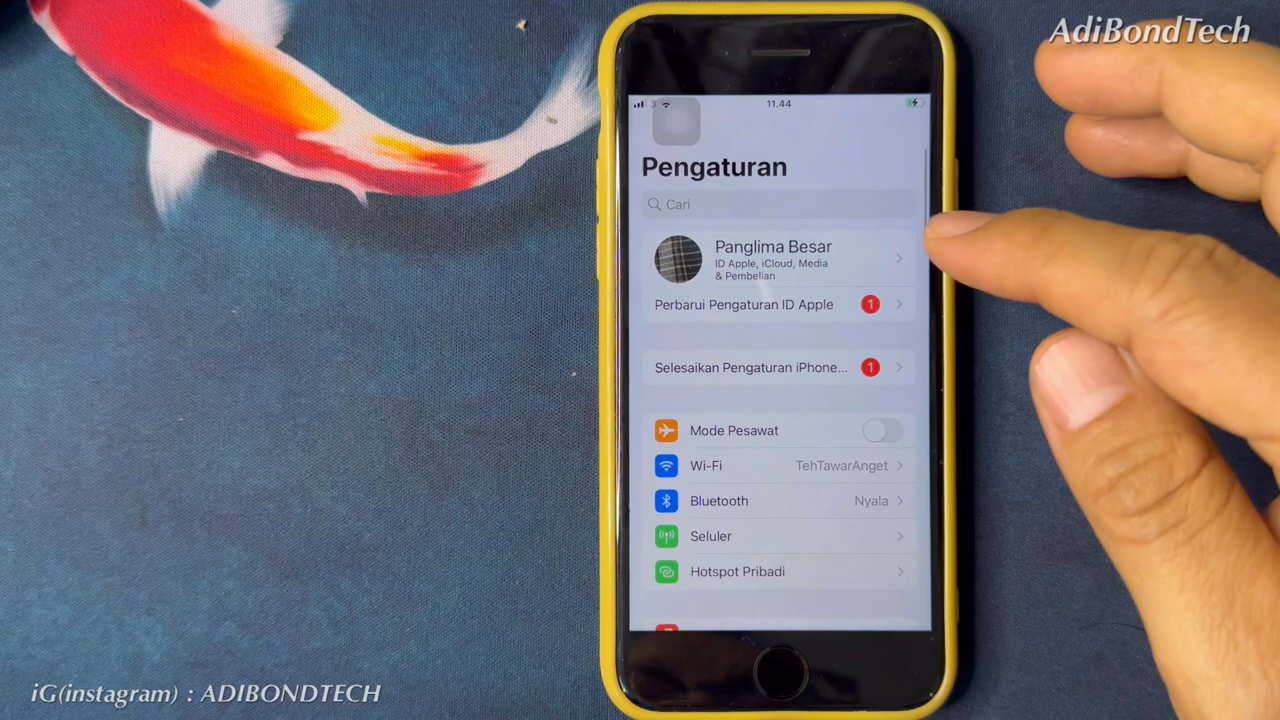 AdiBondTech
3 11.44
Pengaturan
Cari
Panglima Besar
ID Apple, iCloud, Media
& Pembelian
Perbarui Pengaturan ID Apple 1
Selesaikan Pengaturan iPhone... 1
Mode Pesawat
Wi-Fi TehTawarAnget
Bluetooth Nyala
Seluler
Hotspot Pribadi
iG(instagram) : ADIBONDTECH